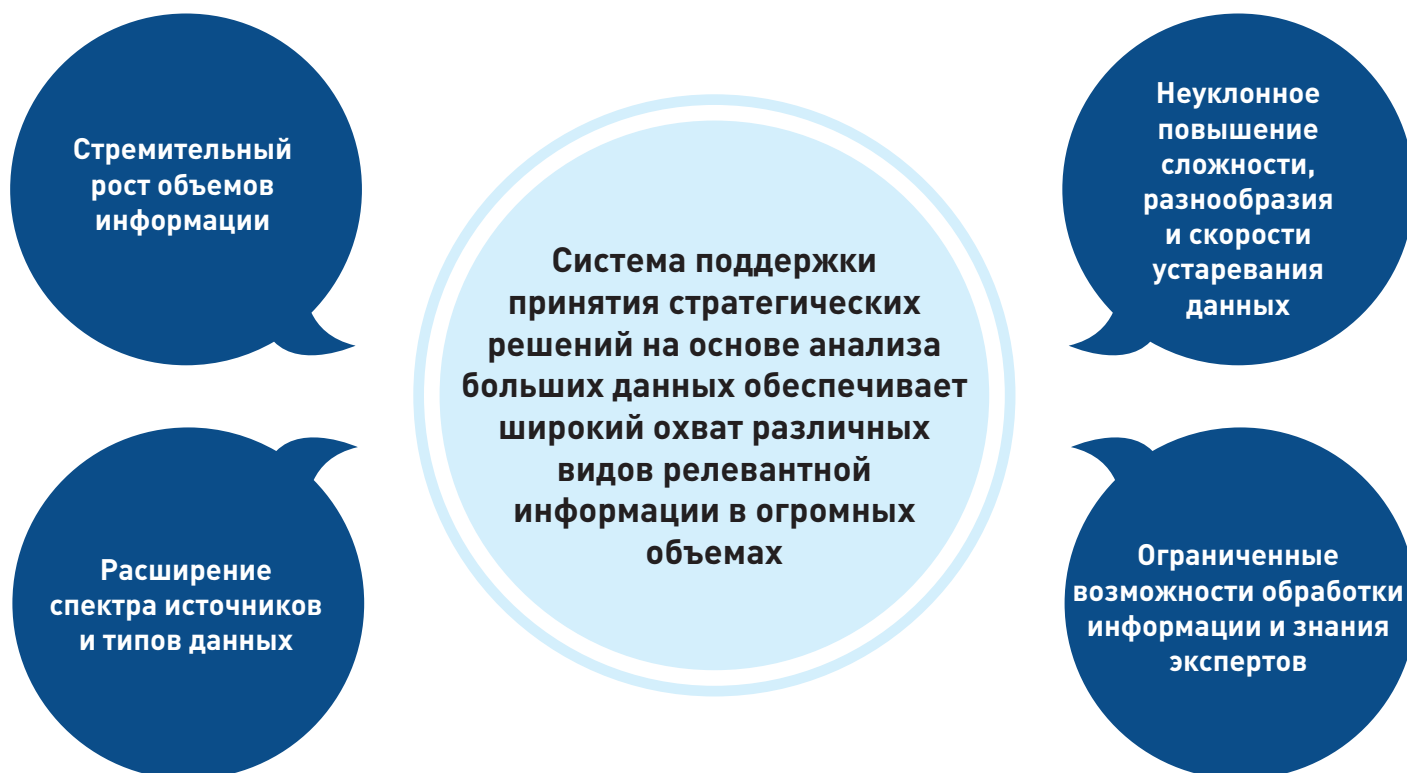 Стремительный
рост объемов
информации
Неуклонное
повышение
сложности,
разнообразия
и скорости
устаревания
данных
Система поддержки
принятия стратегических
решений на основе анализа
больших данных обеспечивает
широкий охват различных
видов релевантной
информации в огромных
объемах
Расширение
спектра источников
и типов данных
Ограниченные
возможности обработки
информации и знания
экспертов